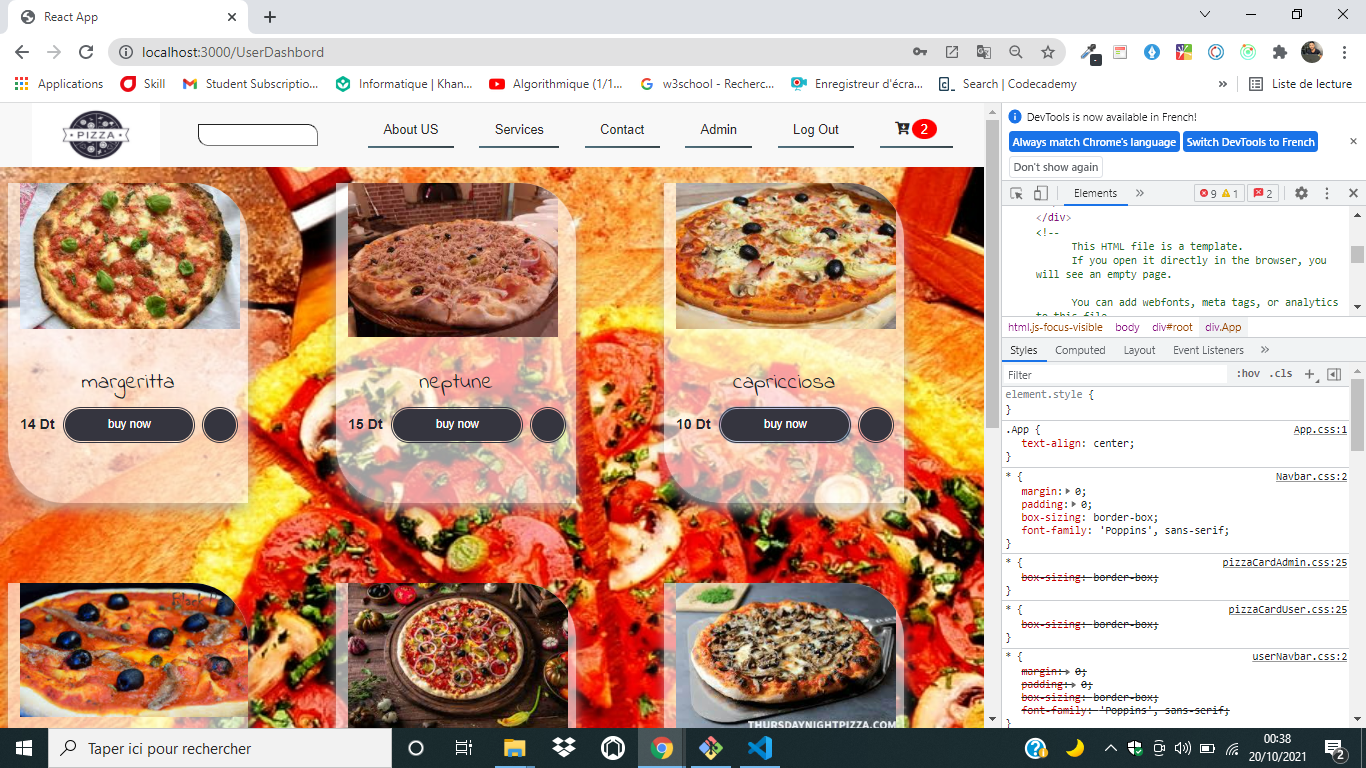 React App
localhost:3000/UserDashbord
Applications
Skill
Student Subscriptio...
Informatique | Khan...
Algorithmique (1/1...
w3school - Recherc...
Enregistreur d'écra...
Search | Codecademy
»
Liste de lecture
PIZZA
About US
Services
Contact
Admin
Log Out
2
margeritta
14 Dt
buy now
neptune
15 Dt
buy now
capricciosa
10 Dt
buy now
THURSDAYNIGHTPIZZA.COM
DevTools is now available in French!
Always match Chrome's language
Switch DevTools to French
Don't show again
Elements
»
9
1
2
</div>
<!--
This HTML file is a template.
If you open it directly in the browser, you
will see an empty page.
You can add webfonts, meta tags, or analytics
to this file.
html.js-focus-visible
body
div#root
div.App
Styles
Computed
Layout
Event Listeners
»
Filter
:hov
.cls
element.style {
}
.App {
App.css:1
text-align: center;
}
* {
Navbar.css:2
margin: 0;
padding: 0;
box-sizing: border-box;
font-family: 'Poppins', sans-serif;
}
* {
pizzaCardAdmin.css:25
box-sizing: border-box;
}
* {
pizzaCardUser.css:25
box-sizing: border-box;
}
* {
userNavbar.css:2
margin: 0;
padding: 0;
box-sizing: border-box;
font-family: 'Poppins', sans-serif;
}
Taper ici pour rechercher
00:38
20/10/2021
2